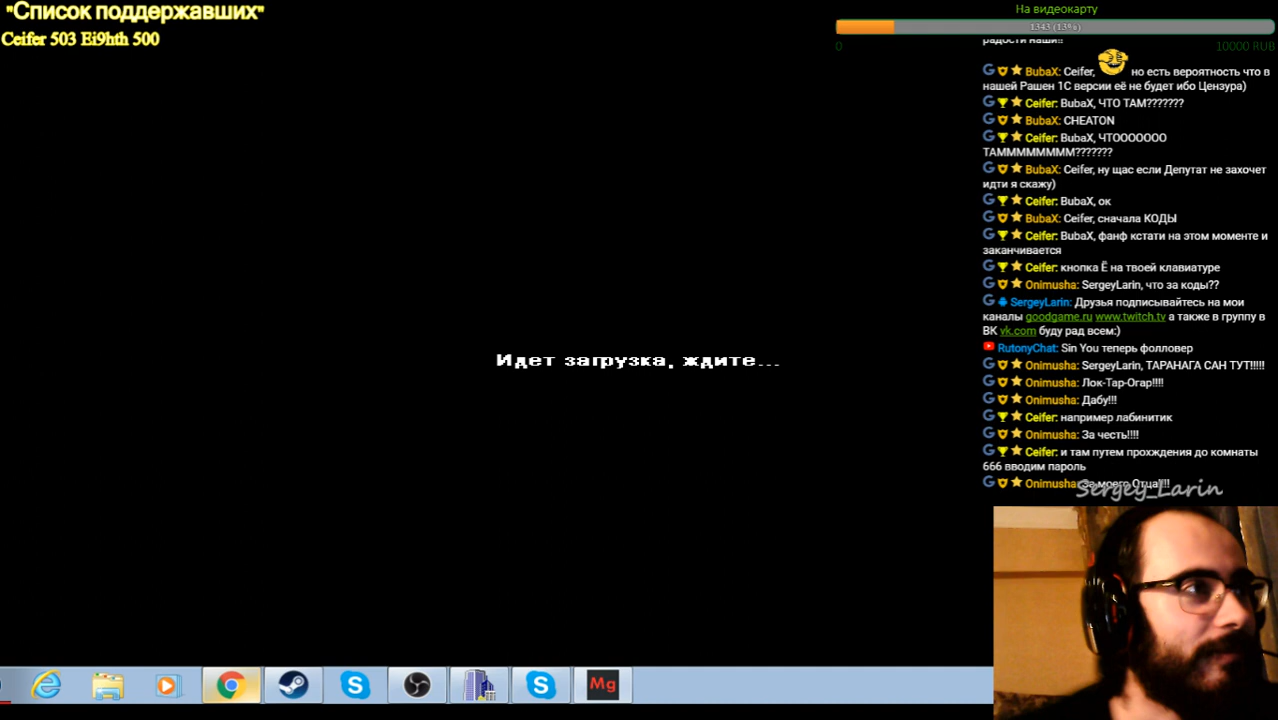 "Список поддержавших"
Ceifer 503 Ei9hth 500
На видеокарту
1343 (13%)
0
10000 RUB
радости наши!!
BubaX: Ceifer, но есть вероятность что в
нашей Рашен 1С версии её не будет ибо Цензура)
Ceifer: BubaX, ЧТО ТАМ???????
BubaX: CHEATON
Ceifer: BubaX, ЧТООООООО
ТАММММММММ???????
BubaX: Ceifer, ну щас если Депутат не захочет
идти я скажу)
Ceifer: BubaX, ок
BubaX: Ceifer, сначала КОДЫ
Ceifer: BubaX, фанф кстати на этом моменте и
заканчивается
Ceifer: кнопка Ё на твоей клавиатуре
Onimusha: SergeyLarin, что за коды??
SergeyLarin: Друзья подписывайтесь на мои
каналы goodgame.ru www.twitch.tv а также в группу в
ВК vk.com буду рад всем:)
RutonyChat: Sin You теперь фолловер
Onimusha: SergeyLarin, ТАРАНАГА САН ТУТ!!!!!
Onimusha: Лок-Тар-Огар!!!!
Onimusha: Дабу!!!
Ceifer: например лабинитик
Onimusha: За честь!!!!
Ceifer: и там путем прохждения до комнаты
666 вводим пароль
Onimusha: За моего Отца!!!!
Sergey_Larin
Идет загрузка, ждите...
Mg